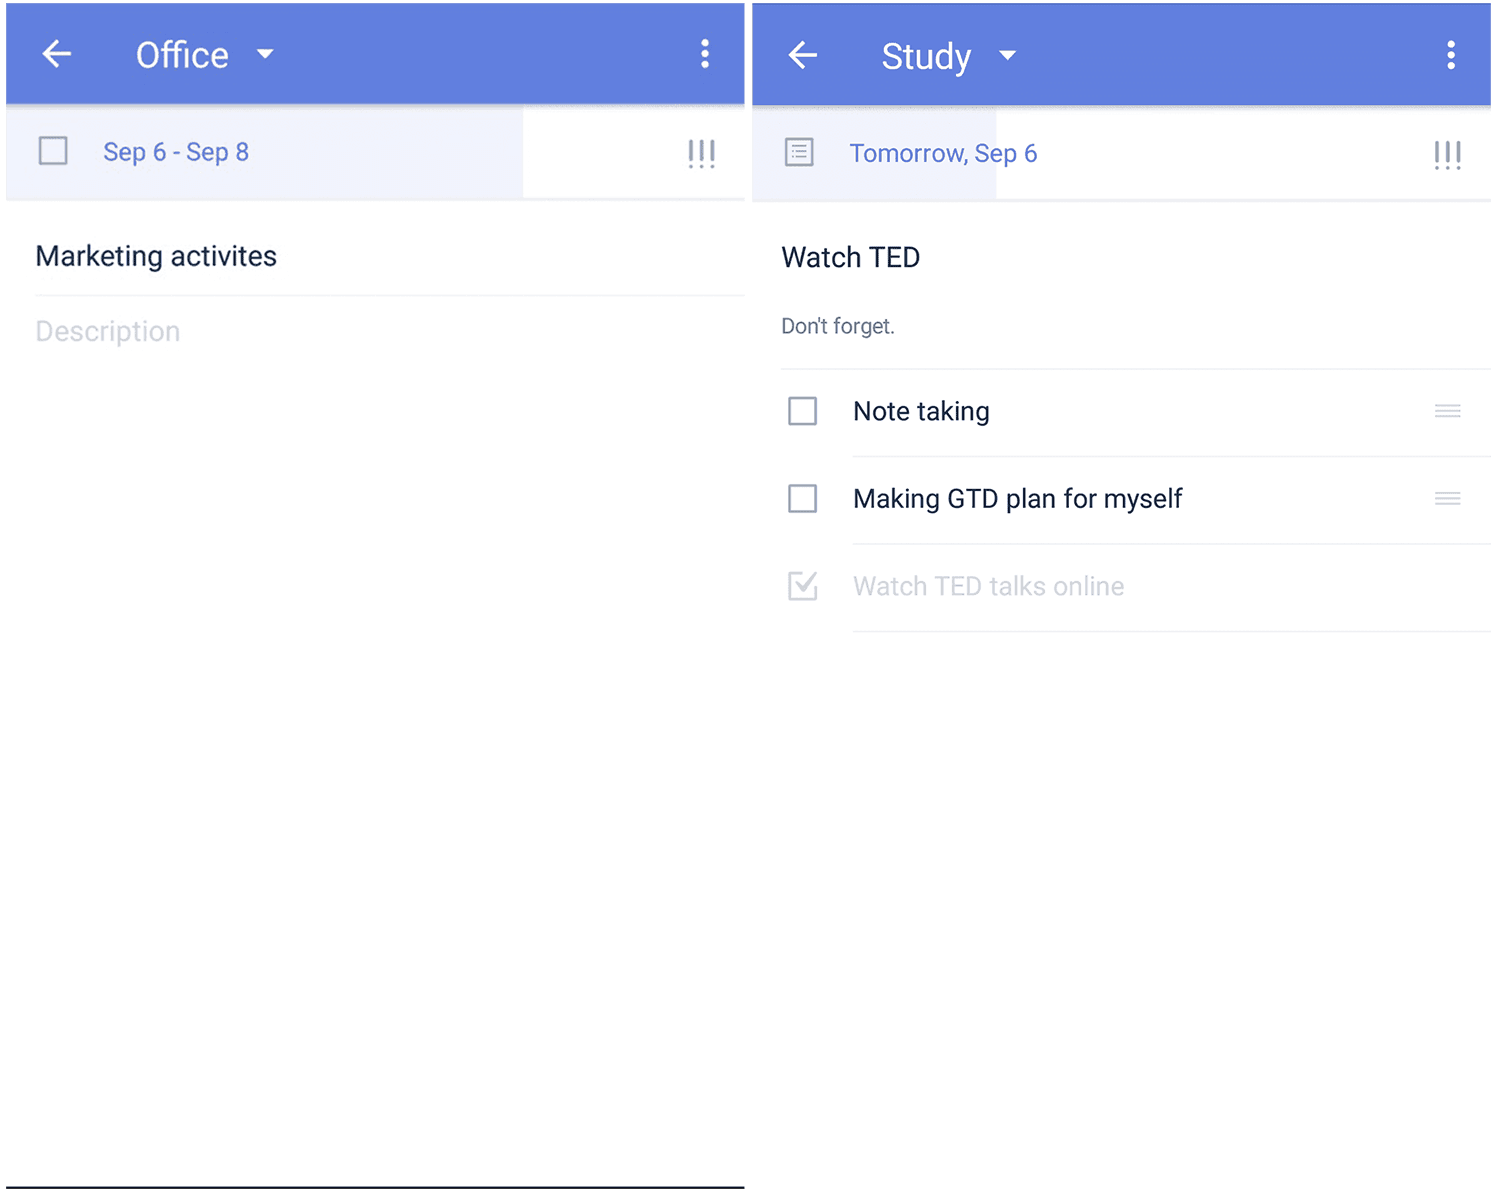 Office
Sep 6 - Sep 8
Marketing activites
Description
Study
Tomorrow, Sep 6
Watch TED
Don't forget.
Note taking
Making GTD plan for myself
Watch TED talks online